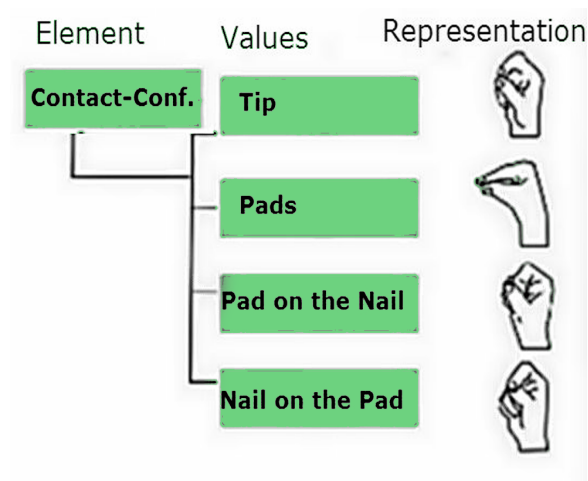 Element Values Representation
Contact-Conf.
Tip
Pads
Pad on the Nail
Nail on the Pad